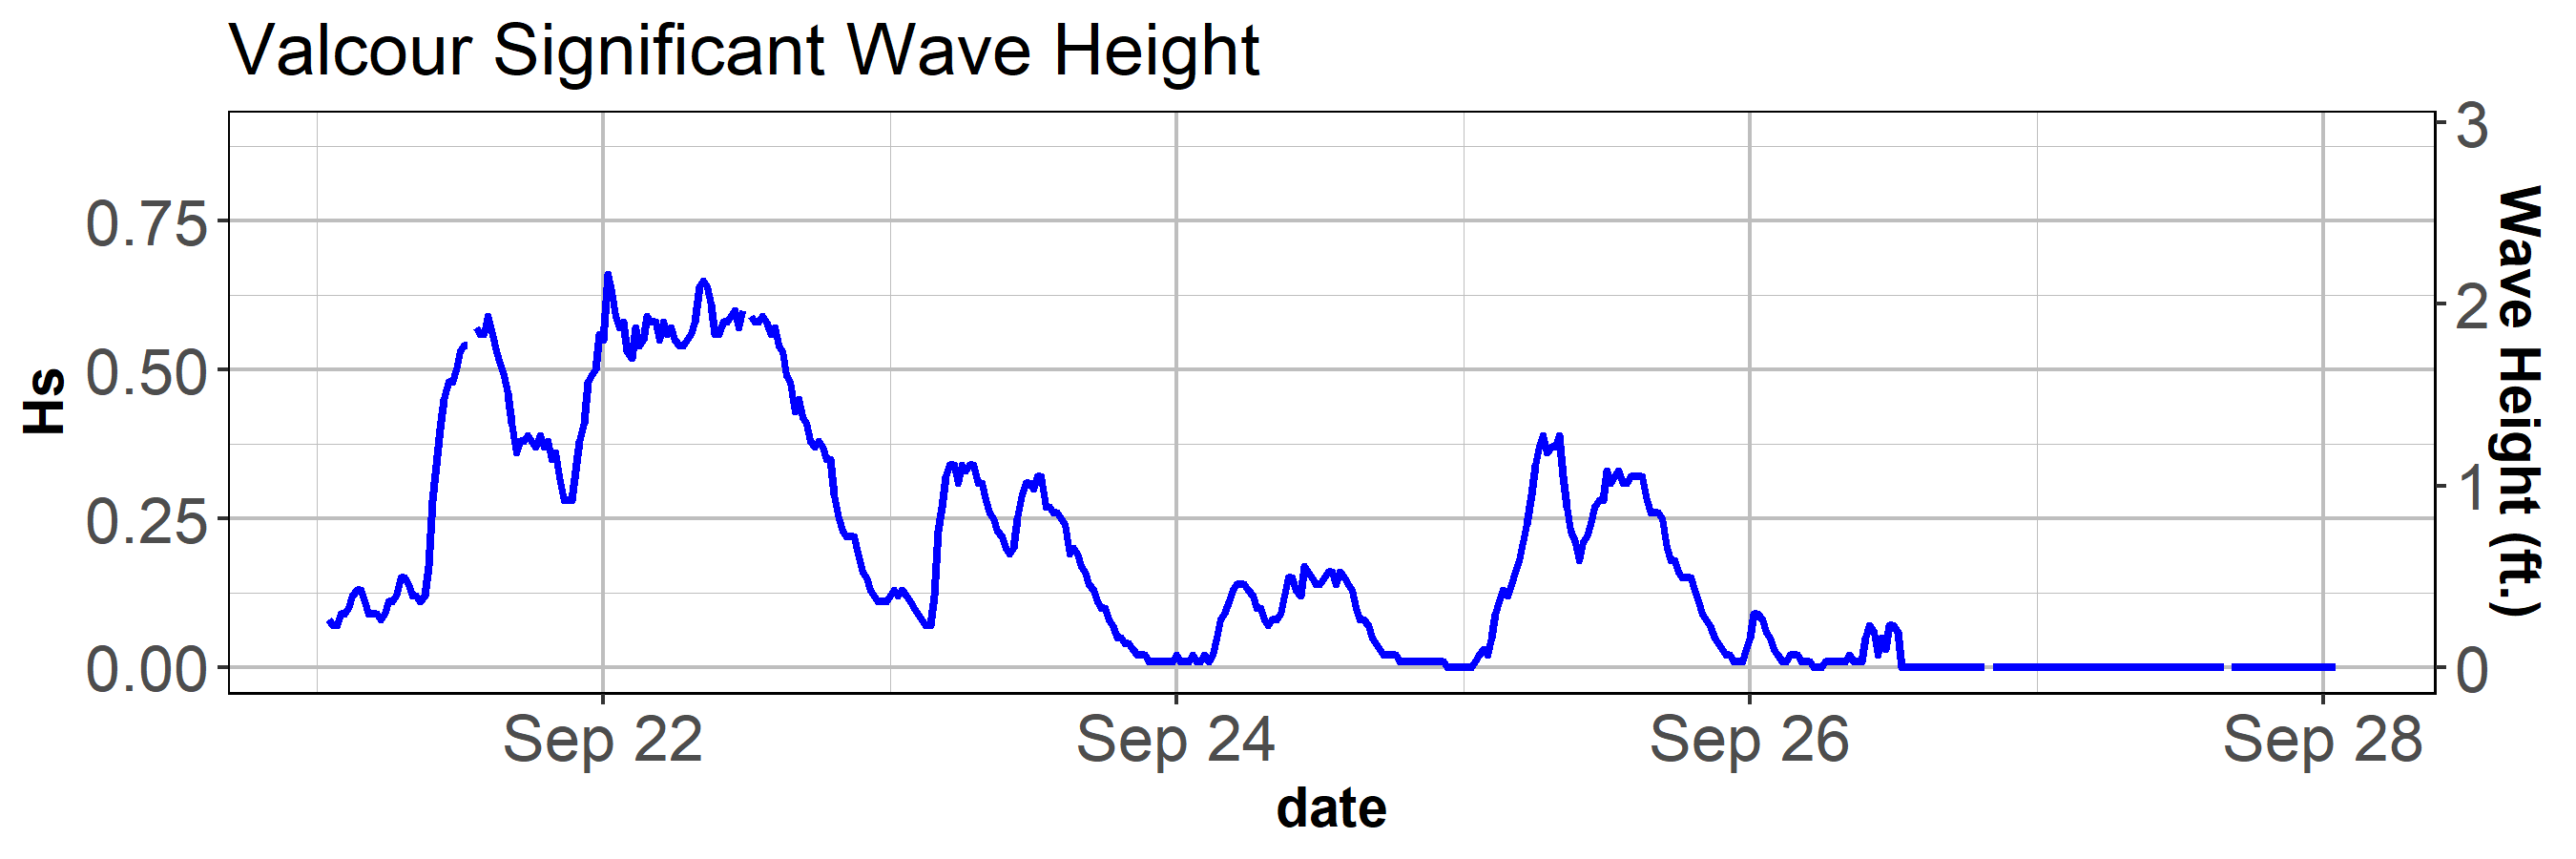 Valcour Significant Wave Height
Hs
0.75
0.50
0.25
0.00
3
2
1
0
Wave Height (ft.)
Sep 22
Sep 24
Sep 26
Sep 28
date